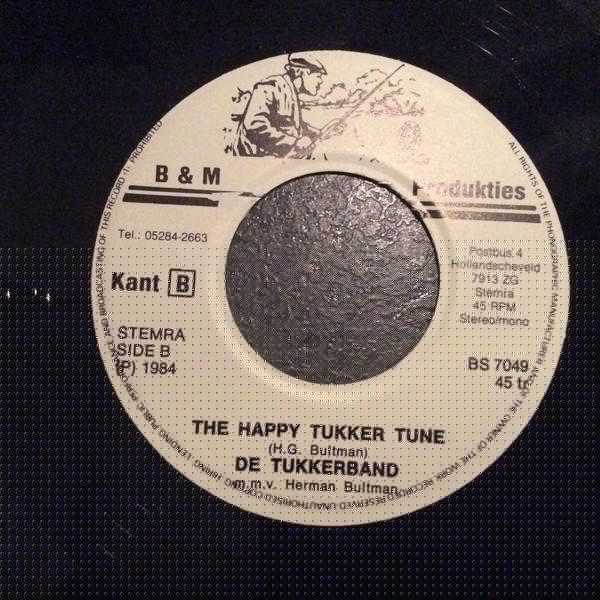 B & M
Produkties
Tel.: 05284-2663
Postbus 4
Hollandscheveld
7913 ZG
Stemra
45 RPM
Stereo/mono
Kant B
STEMRA
SIDE B
(P) 1984
BS 7049
45 tr
THE HAPPY TUKKER TUNE
(H.G. Bultman)
DE TUKKERBAND
m.m.v. Herman Bultman
ALL RIGHTS OF THE PHONOGRAPHIC MANUFACTURER AND OF THE OWNER OF THE WORK RECORDED RESERVED UNAUTHORISED COPYING HIRING LENDING PUBLIC PERFORMANCE AND BROADCASTING OF THIS RECORD PROHIBITED